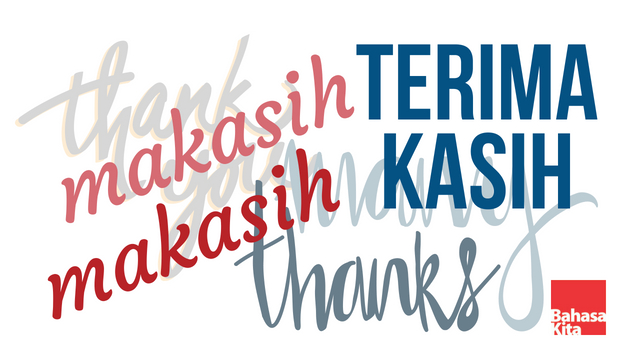 thank
you
makasih
makasih
TERIMA
KASIH
many
thanks
Bahasa
Kita